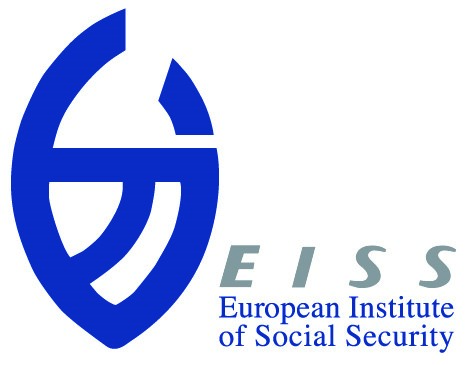 EISS
European Institute
of Social Security